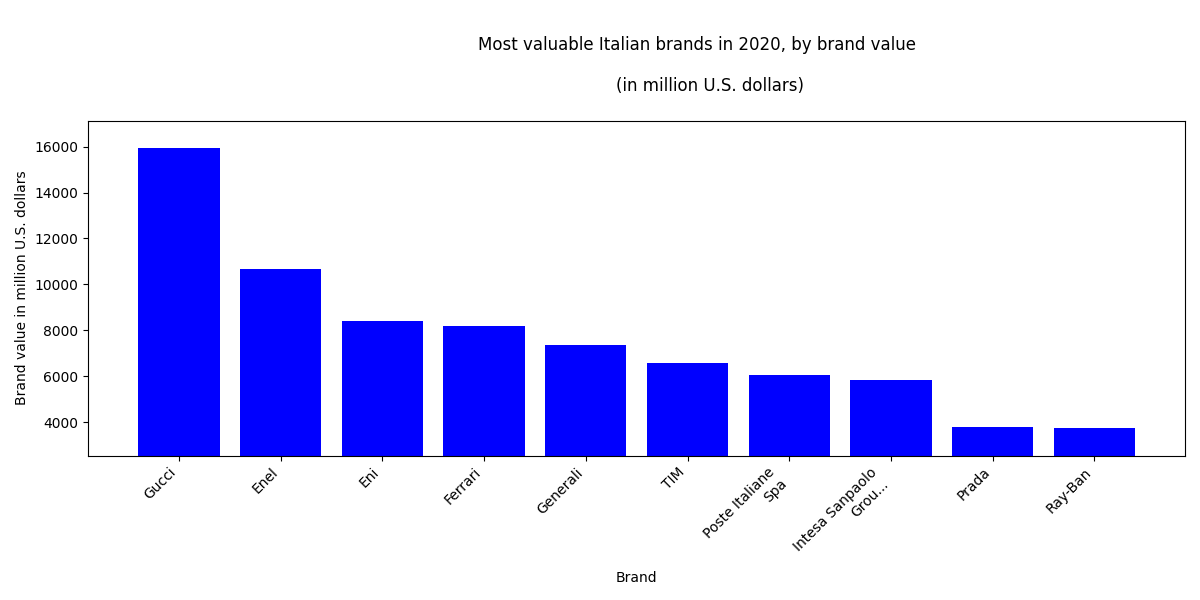 Most valuable Italian brands in 2020, by brand value
(in million U.S. dollars)
Brand value in million U.S. dollars
16000
14000
12000
10000
8000
6000
4000
Gucci
Enel
Eni
Ferrari
Generali
TIM
Poste Italiane
Spa
Intesa Sanpaolo
Grou...
Prada
Ray-Ban
Brand